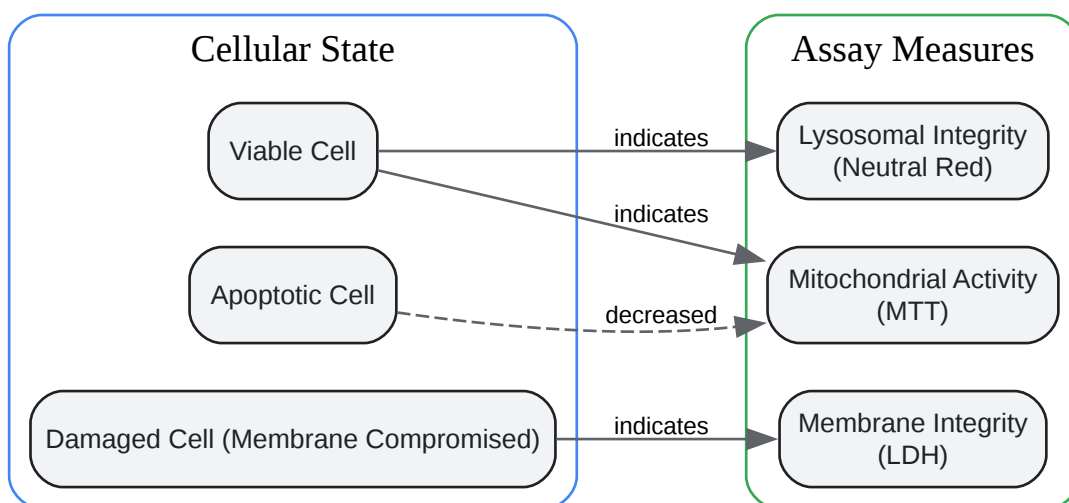 Cellular State
Assay Measures
Viable Cell
indicates
Lysosomal Integrity
(Neutral Red)
indicates
Apoptotic Cell
decreased
Mitochondrial Activity
(MTT)
Damaged Cell (Membrane Compromised)
indicates
Membrane Integrity
(LDH)